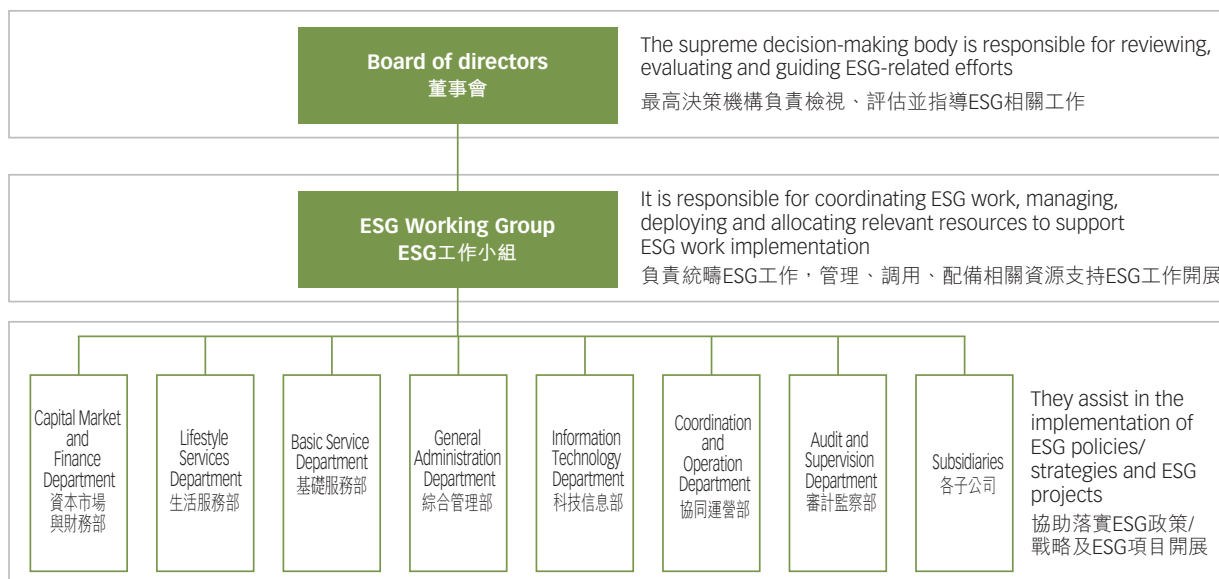 Board of directors
董事會
The supreme decision-making body is responsible for reviewing,
evaluating and guiding ESG-related efforts
最高決策機構負責檢視、評估並指導ESG相關工作
ESG Working Group
ESG工作小組
It is responsible for coordinating ESG work, managing,
deploying and allocating relevant resources to support
ESG work implementation
負責統疇ESG工作，管理、調用、配備相關資源支持ESG工作開展
Capital Market
and
Finance
Department
資本市場
與財務部
Lifestyle
Services
Department
生活服務部
Basic Service
Department
基礎服務部
General
Administration
Department
綜合管理部
Information
Technology
Department
科技信息部
Coordination
and
Operation
Department
協同運營部
Audit and
Supervision
Department
審計監察部
Subsidiaries
各子公司
They assist in the
implementation of
ESG policies/
strategies and ESG
projects
協助落實ESG政策/
戰略及ESG項目開展